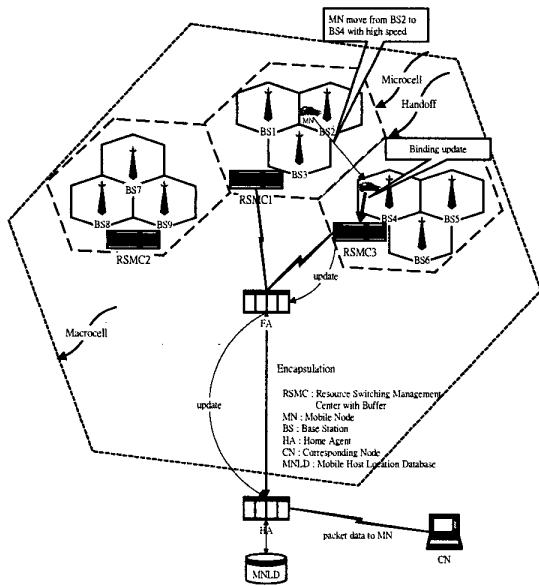 MN move from BS2 to
BS4 with high speed
Microcell
Handoff
BS1
MN
BS2
BS3
Binding update
BS7
BS8
BS9
RSMC1
RSMC2
BS4
BS5
BS6
RSMC3
update
FA
Macrocell
Encapsulation
update
RSMC : Resource Switching Management
Center with Buffer
MN : Mobile Node
BS : Base Station
HA : Home Agent
CN : Corresponding Node
MNLD : Mobile Host Location Database
HA
packet data to MN
CN
MNLD